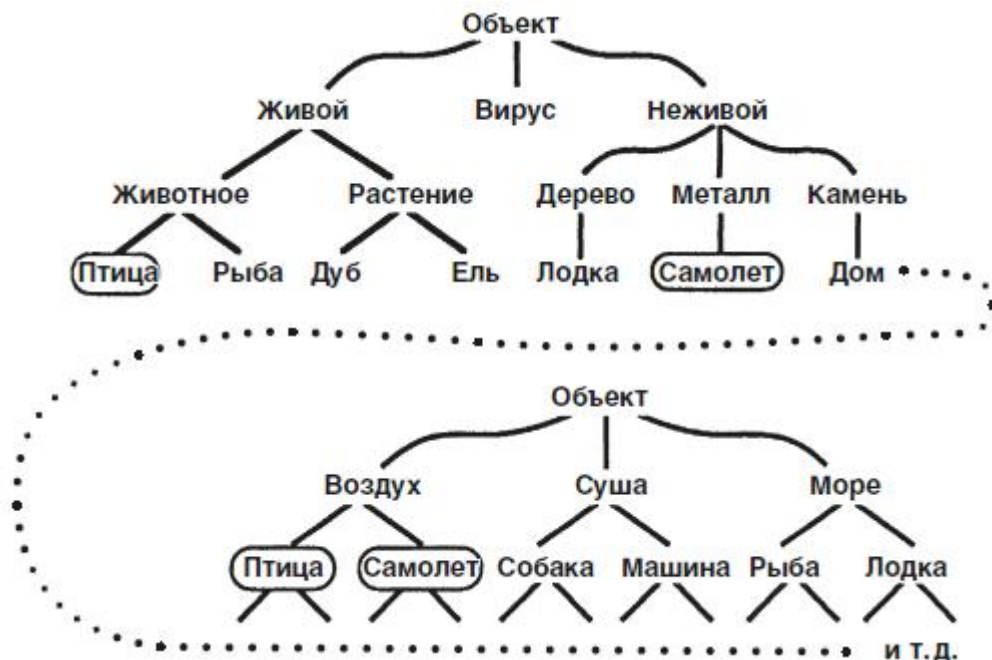 Объект
Живой Вирус Неживой
Животное Растение Дерево Металл Камень
Птица Рыба Дуб Ель Лодка Самолет Дом
Объект
Воздух Суша Море
Птица Самолет Собака Машина Рыба Лодка
и т. д.